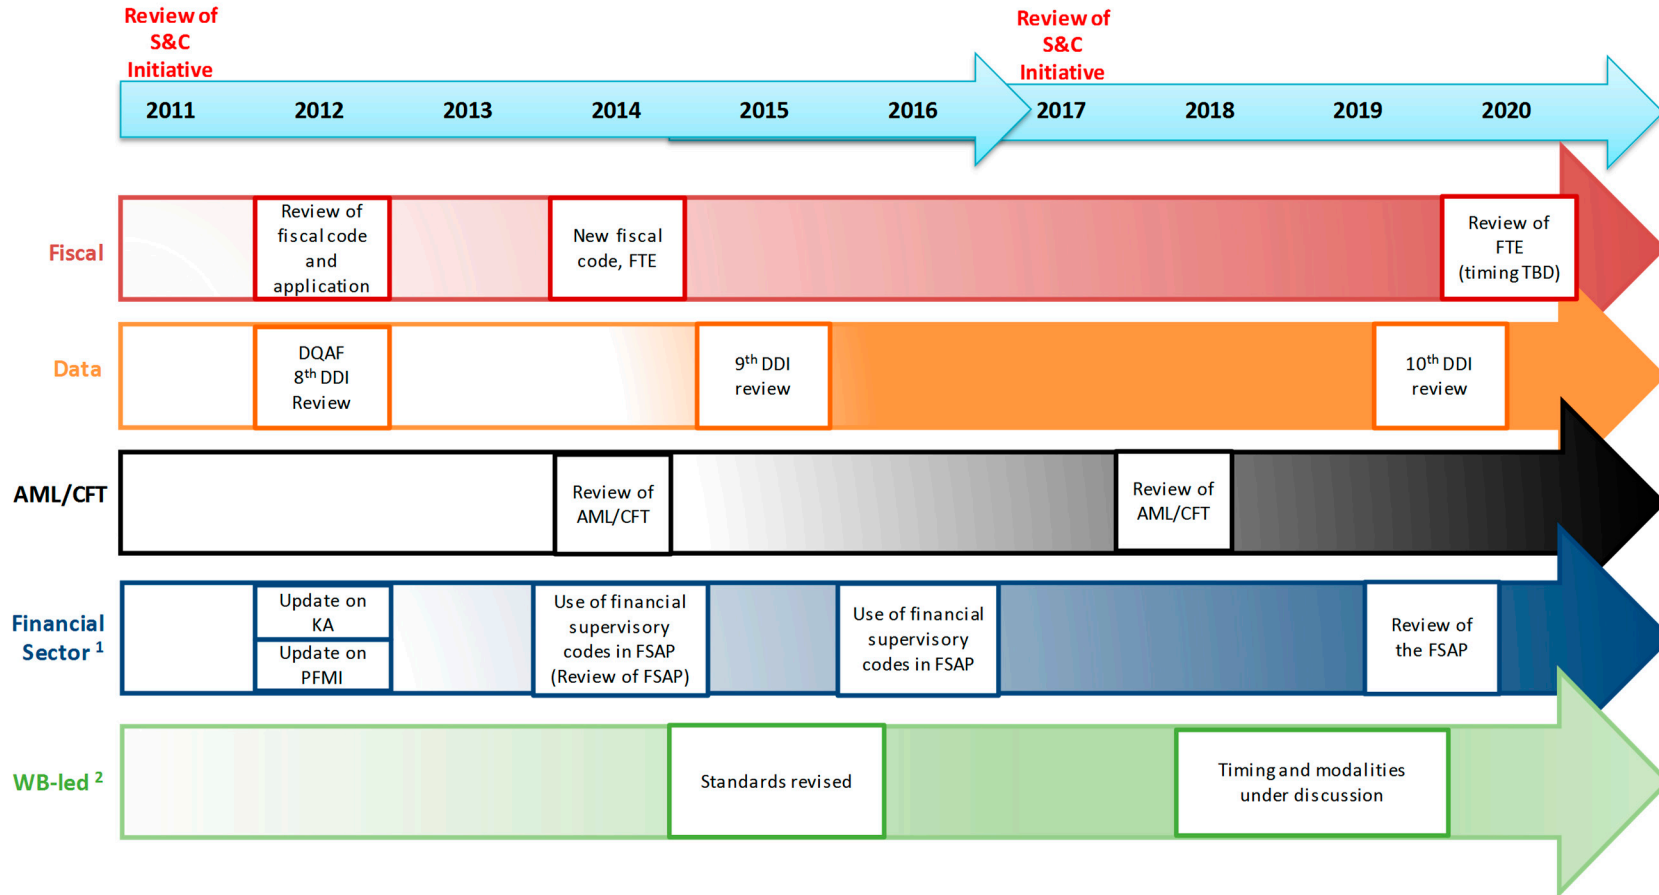 Review of
S&C
Initiative
Review of
S&C
Initiative
2011 2012 2013 2014 2015 2016 2017 2018 2019 2020
Fiscal
Review of
fiscal code
and
application
New fiscal
code, FTE
Review of
FTE
(timing TBD)
Data
DQAF
8th DDI
Review
9th DDI
review
10th DDI
review
AML/CFT
Review of
AML/CFT
Review of
AML/CFT
Financial
Sector 1
Update on
KA
Update on
PFMI
Use of financial
supervisory
codes in FSAP
(Review of FSAP)
Use of financial
supervisory
codes in FSAP
Review of
the FSAP
WB-led 2
Standards revised
Timing and modalities
under discussion